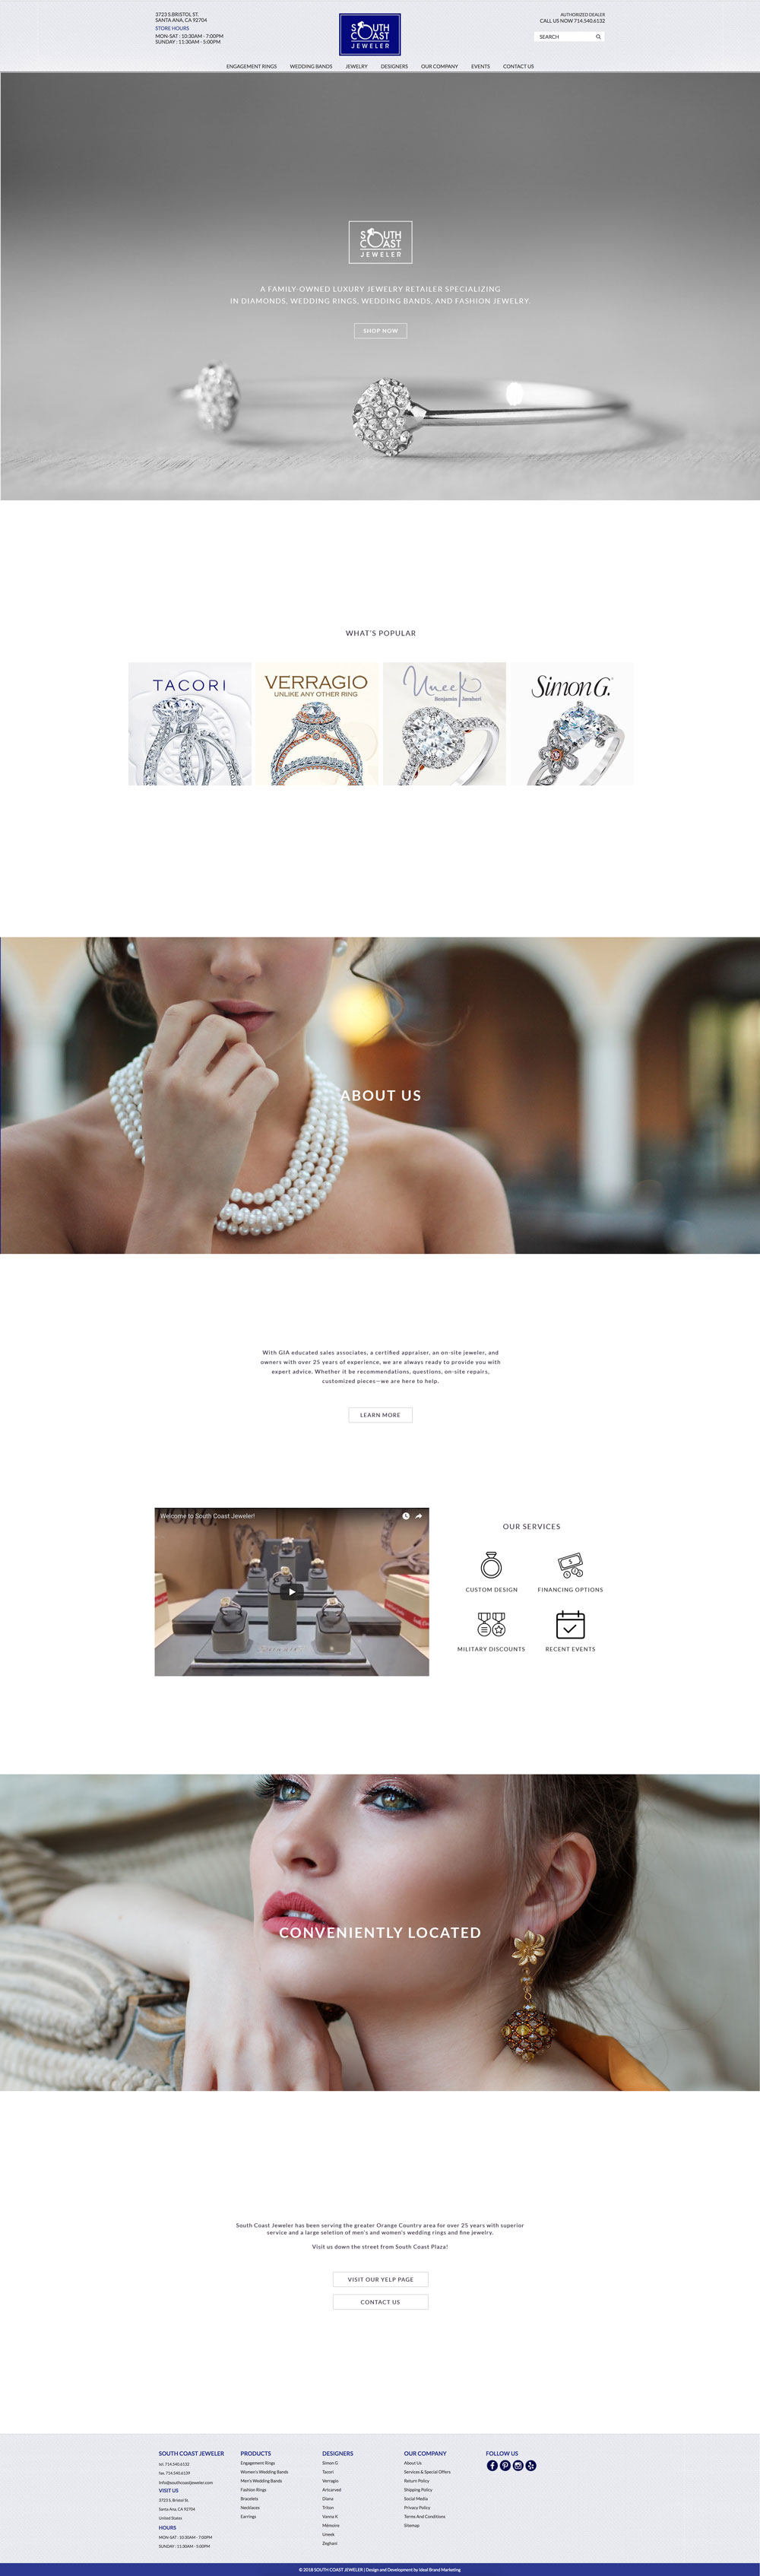 3723 S.BRISTOL ST.
SANTA ANA, CA 92704
STORE HOURS
MON-SAT : 10:30AM - 7:00PM
SUNDAY : 11:30AM - 5:00PM
SOUTH
COAST
JEWELER
AUTHORIZED DEALER
CALL US NOW 714.540.6132
SEARCH
ENGAGEMENT RINGS WEDDING BANDS JEWELRY DESIGNERS OUR COMPANY EVENTS CONTACT US
SOUTH
COAST
JEWELER
A FAMILY-OWNED LUXURY JEWELRY RETAILER SPECIALIZING
IN DIAMONDS, WEDDING RINGS, WEDDING BANDS, AND FASHION JEWELRY.
SHOP NOW
WHAT'S POPULAR
TACORI
VERRAGIO
UNLIKE ANY OTHER RING
Uneek
Benjamin Javaheri
Simon G.
ABOUT US
With GIA educated sales associates, a certified appraiser, an on-site jeweler, and
owners with over 25 years of experience, we are always ready to provide you with
expert advice. Whether it be recommendations, questions, on-site repairs,
customized pieces—we are here to help.
LEARN MORE
Welcome to South Coast Jeweler!
OUR SERVICES
CUSTOM DESIGN
FINANCING OPTIONS
MILITARY DISCOUNTS
RECENT EVENTS
CONVENIENTLY LOCATED
South Coast Jeweler has been serving the greater Orange Country area for over 25 years with superior
service and a large seletion of men's and women's wedding rings and fine jewelry.
Visit us down the street from South Coast Plaza!
VISIT OUR YELP PAGE
CONTACT US
SOUTH COAST JEWELER
tel. 714.540.6132
fax. 714.540.6139
info@southcoastjeweler.com
VISIT US
3723 S. Bristol St.
Santa Ana, CA 92704
United States
HOURS
MON-SAT : 10:30AM - 7:00PM
SUNDAY : 11:30AM - 5:00PM
PRODUCTS
Engagement Rings
Women's Wedding Bands
Men's Wedding Bands
Fashion Rings
Bracelets
Necklaces
Earrings
DESIGNERS
Simon G
Tacori
Verragio
Artcarved
Diana
Triton
Vanna K
Mémoire
Uneek
Zeghani
OUR COMPANY
About Us
Services & Special Offers
Return Policy
Shipping Policy
Social Media
Privacy Policy
Terms And Conditions
Sitemap
FOLLOW US
© 2018 SOUTH COAST JEWELER | Design and Development by Ideal Brand Marketing